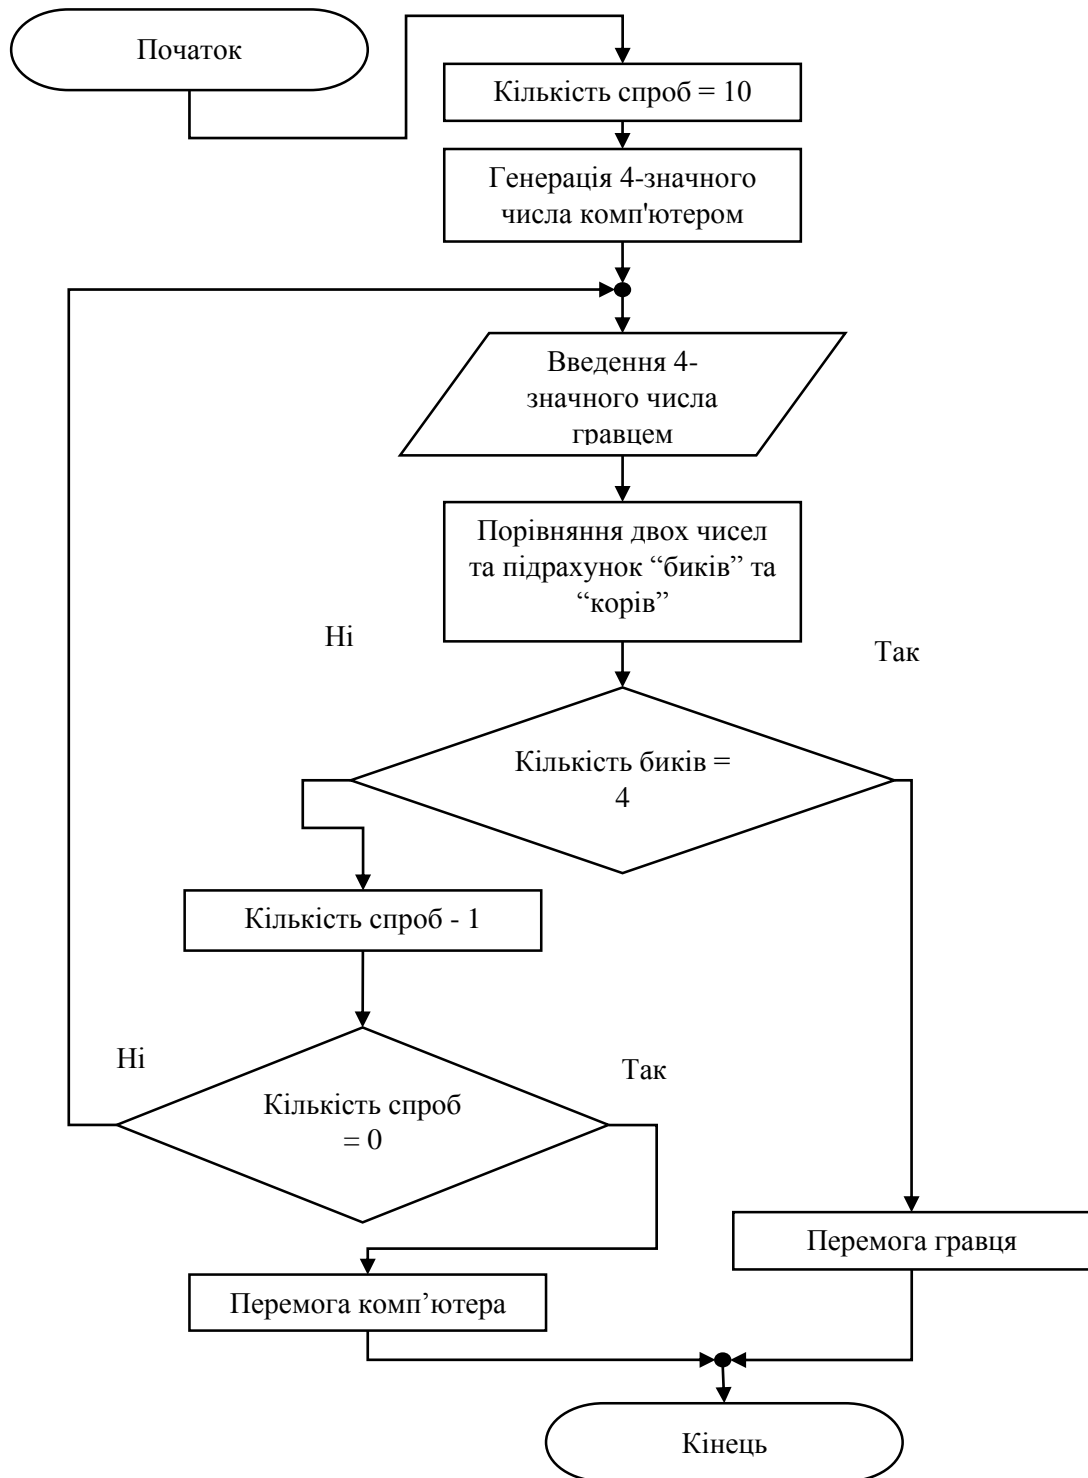 Початок
Кількість спроб = 10
Генерація 4-значного
числа комп'ютером
Введення 4-
значного числа
гравцем
Порівняння двох чисел
та підрахунок “биків” та
“корів”
Ні
Так
Кількість биків =
4
Кількість спроб - 1
Ні
Так
Кількість спроб
= 0
Перемога гравця
Перемога комп’ютера
Кінець